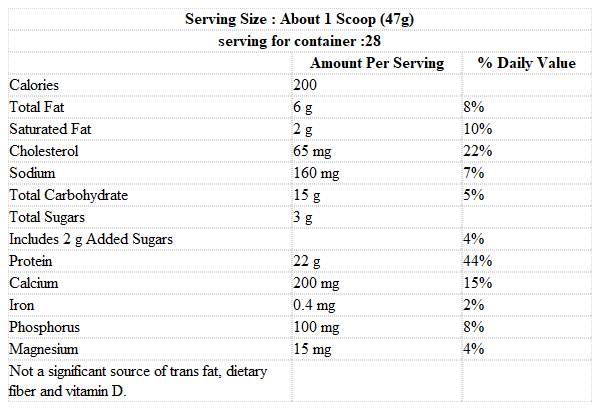 Serving Size : About 1 Scoop (47g)
serving for container :28
Amount Per Serving % Daily Value
Calories 200
Total Fat 6 g 8%
Saturated Fat 2 g 10%
Cholesterol 65 mg 22%
Sodium 160 mg 7%
Total Carbohydrate 15 g 5%
Total Sugars 3 g
Includes 2 g Added Sugars 4%
Protein 22 g 44%
Calcium 200 mg 15%
Iron 0.4 mg 2%
Phosphorus 100 mg 8%
Magnesium 15 mg 4%
Not a significant source of trans fat, dietary
fiber and vitamin D.